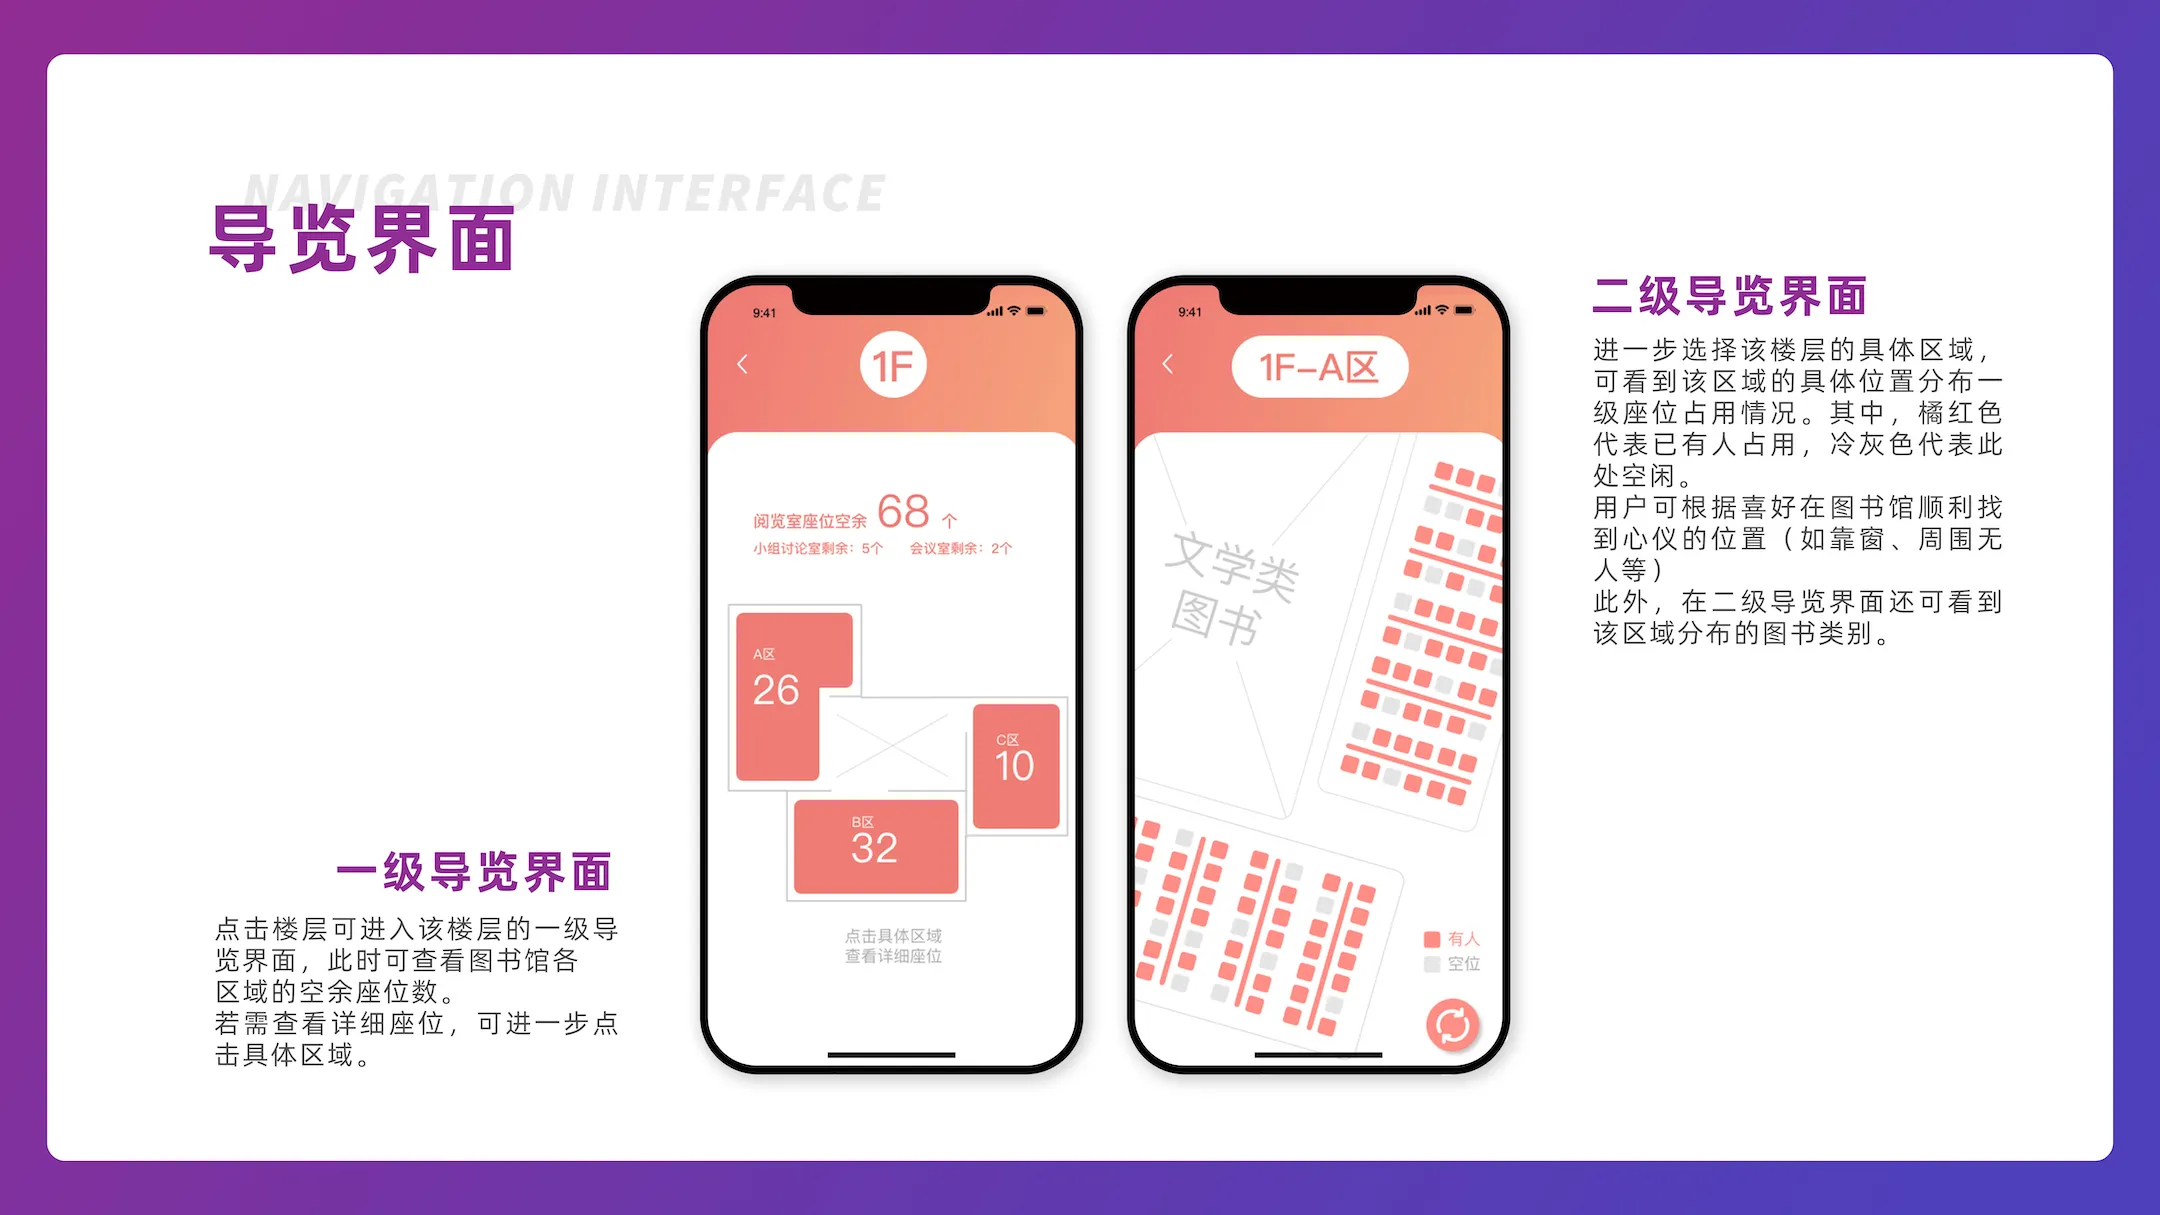 NAVIGATION INTERFACE
导览界面
一级导览界面
点击楼层可进入该楼层的一级导
览界面，此时可查看图书馆各
区域的空余座位数。
若需查看详细座位，可进一步点
击具体区域。
9:41
1F
阅览室座位空余 68 个
小组讨论室剩余：5个 会议室剩余：2个
A区
26
C区
10
B区
32
点击具体区域
查看详细座位
9:41
1F-A区
文学类
图书
有人
空位
二级导览界面
进一步选择该楼层的具体区域，
可看到该区域的具体位置分布一
级座位占用情况。其中，橘红色
代表已有人占用，冷灰色代表此
处空闲。
用户可根据喜好在图书馆顺利找
到心仪的位置（如靠窗、周围无
人等）
此外，在二级导览界面还可看到
该区域分布的图书类别。